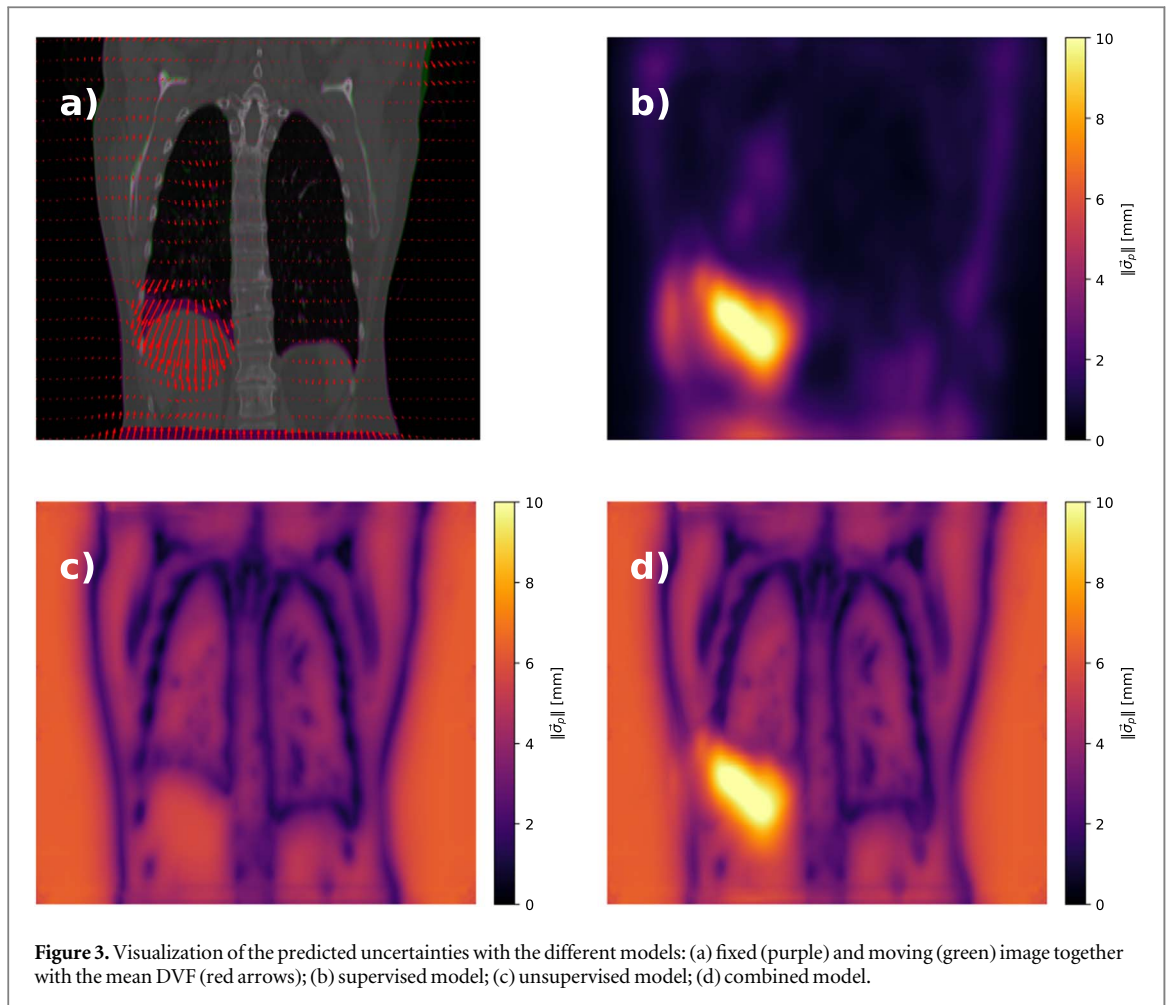 a)
b)
10
8
6
4
2
0
‖σ⃗ₚ‖ [mm]
c)
10
8
6
4
2
0
‖σ⃗ₚ‖ [mm]
d)
10
8
6
4
2
0
‖σ⃗ₚ‖ [mm]
Figure 3. Visualization of the predicted uncertainties with the different models: (a) fixed (purple) and moving (green) image together
with the mean DVF (red arrows); (b) supervised model; (c) unsupervised model; (d) combined model.